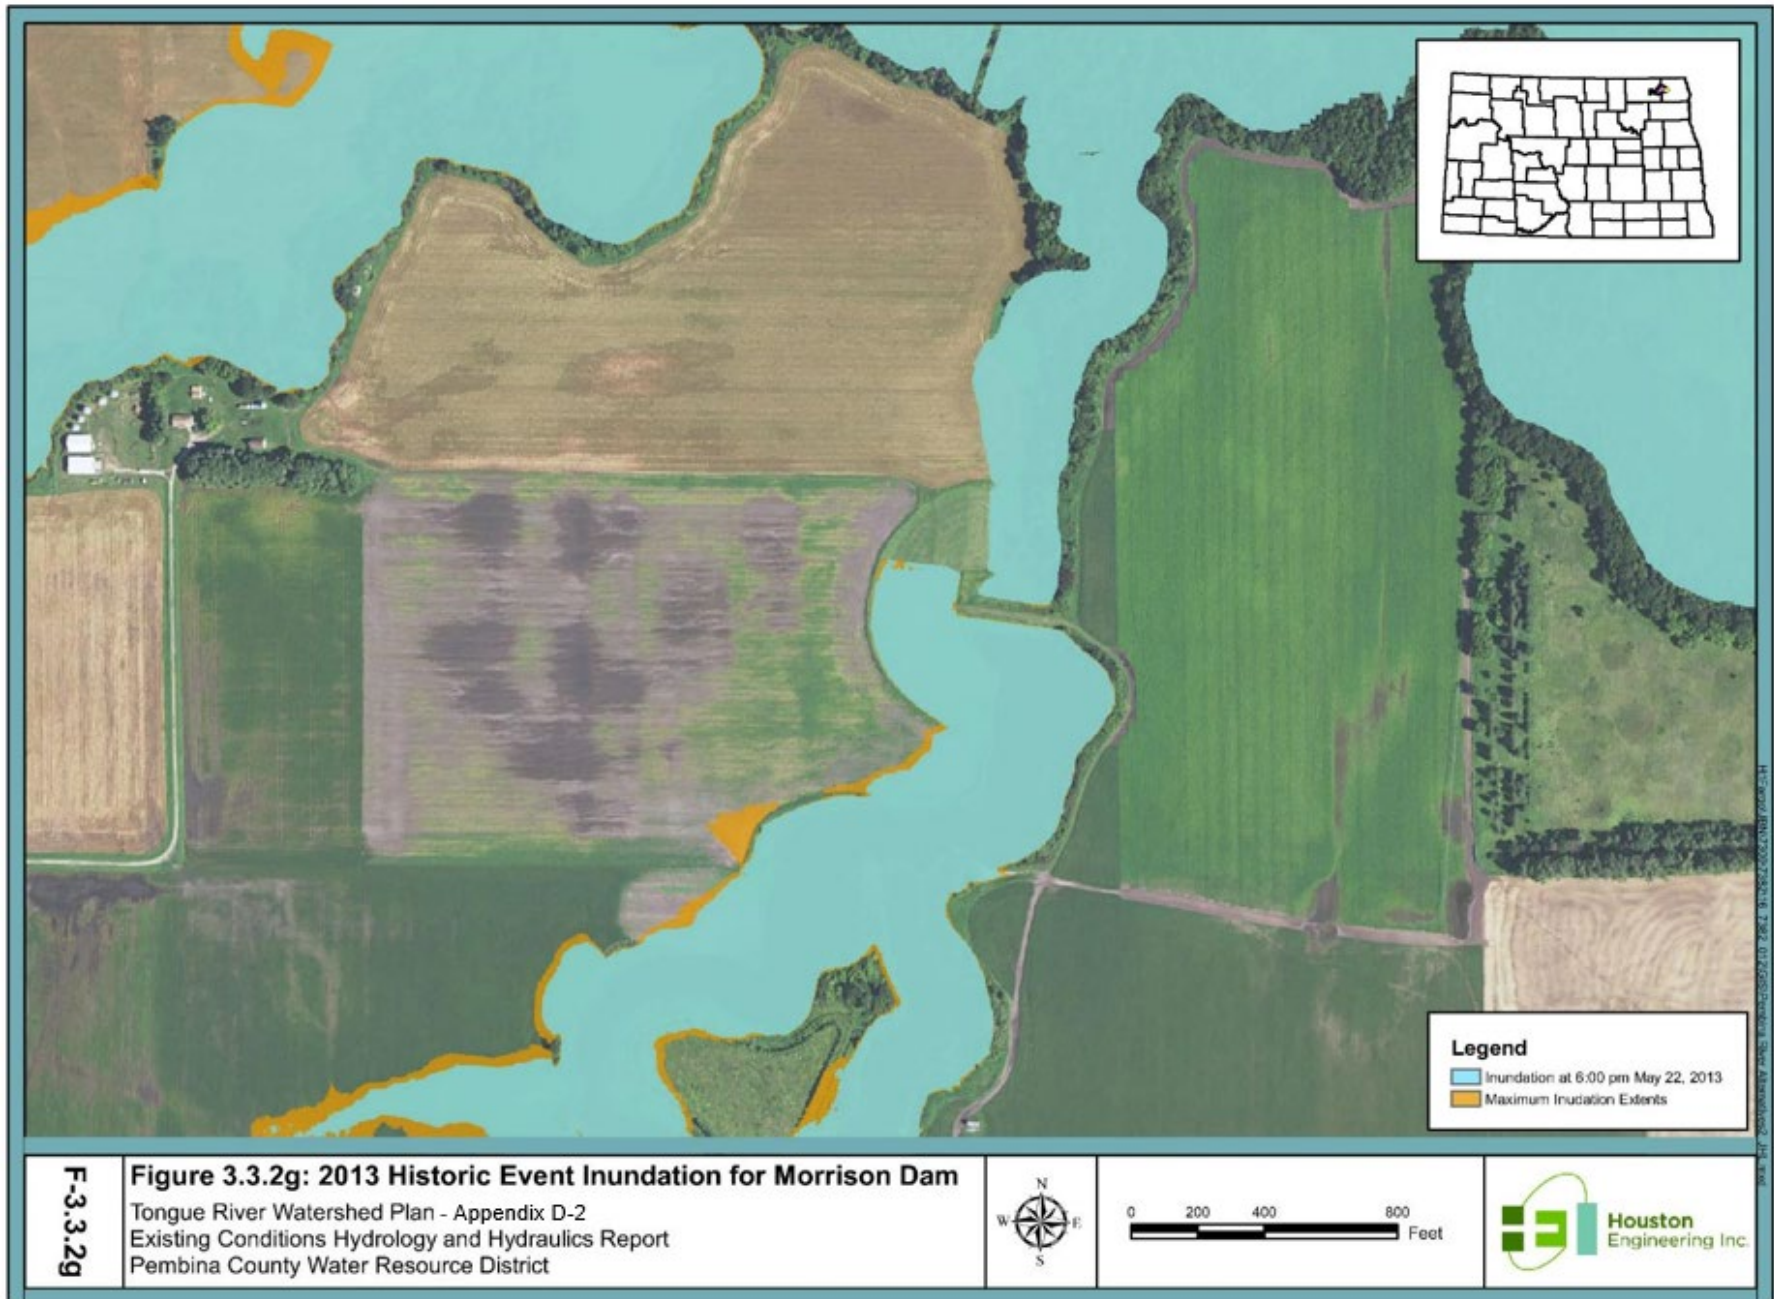 Legend
Inundation at 6:00 pm May 22, 2013
Maximum Inudation Extents
F-3.3.2g
Figure 3.3.2g: 2013 Historic Event Inundation for Morrison Dam
Tongue River Watershed Plan - Appendix D-2
Existing Conditions Hydrology and Hydraulics Report
Pembina County Water Resource District
N
W E
S
0 200 400 800
Feet
Houston
Engineering Inc.